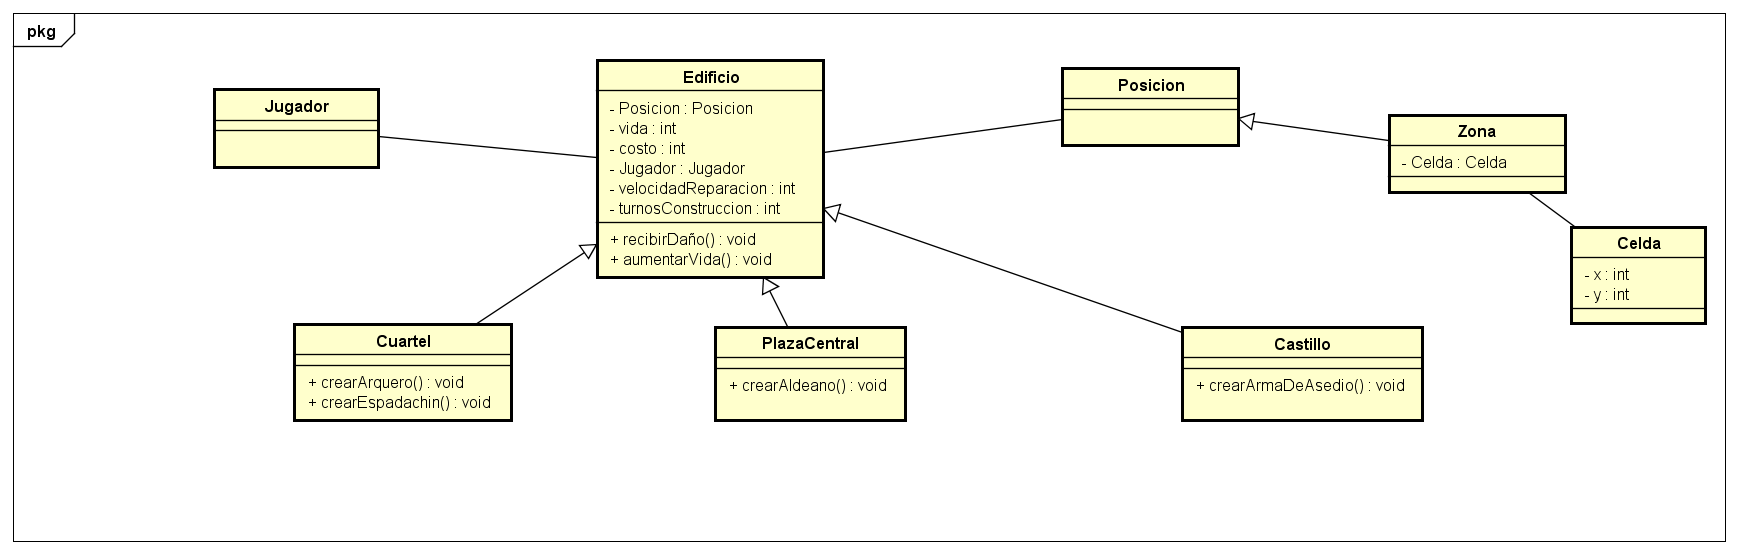 pkg
Jugador
Edificio
- Posicion : Posicion
- vida : int
- costo : int
- Jugador : Jugador
- velocidadReparacion : int
- turnosConstruccion : int
+ recibirDaño() : void
+ aumentarVida() : void
Posicion
Zona
- Celda : Celda
Celda
- x : int
- y : int
Cuartel
+ crearArquero() : void
+ crearEspadachin() : void
PlazaCentral
+ crearAldeano() : void
Castillo
+ crearArmaDeAsedio() : void